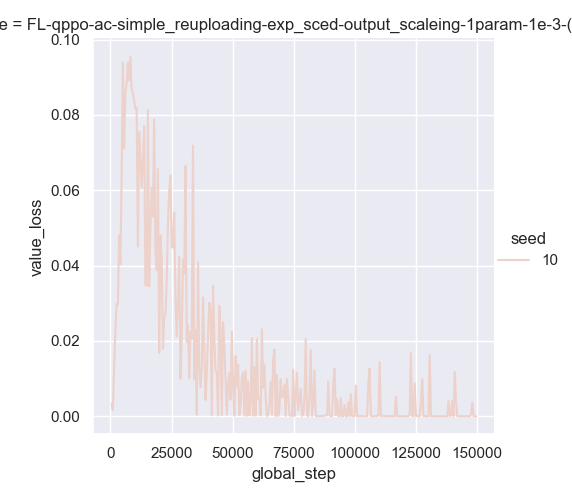 e = FL-qppo-ac-simple_reuploading-exp_sced-output_scaleing-1param-1e-3-(
0.10
0.08
0.06
0.04
0.02
0.00
value_loss
0 25000 50000 75000 100000 125000 150000
global_step
seed
10